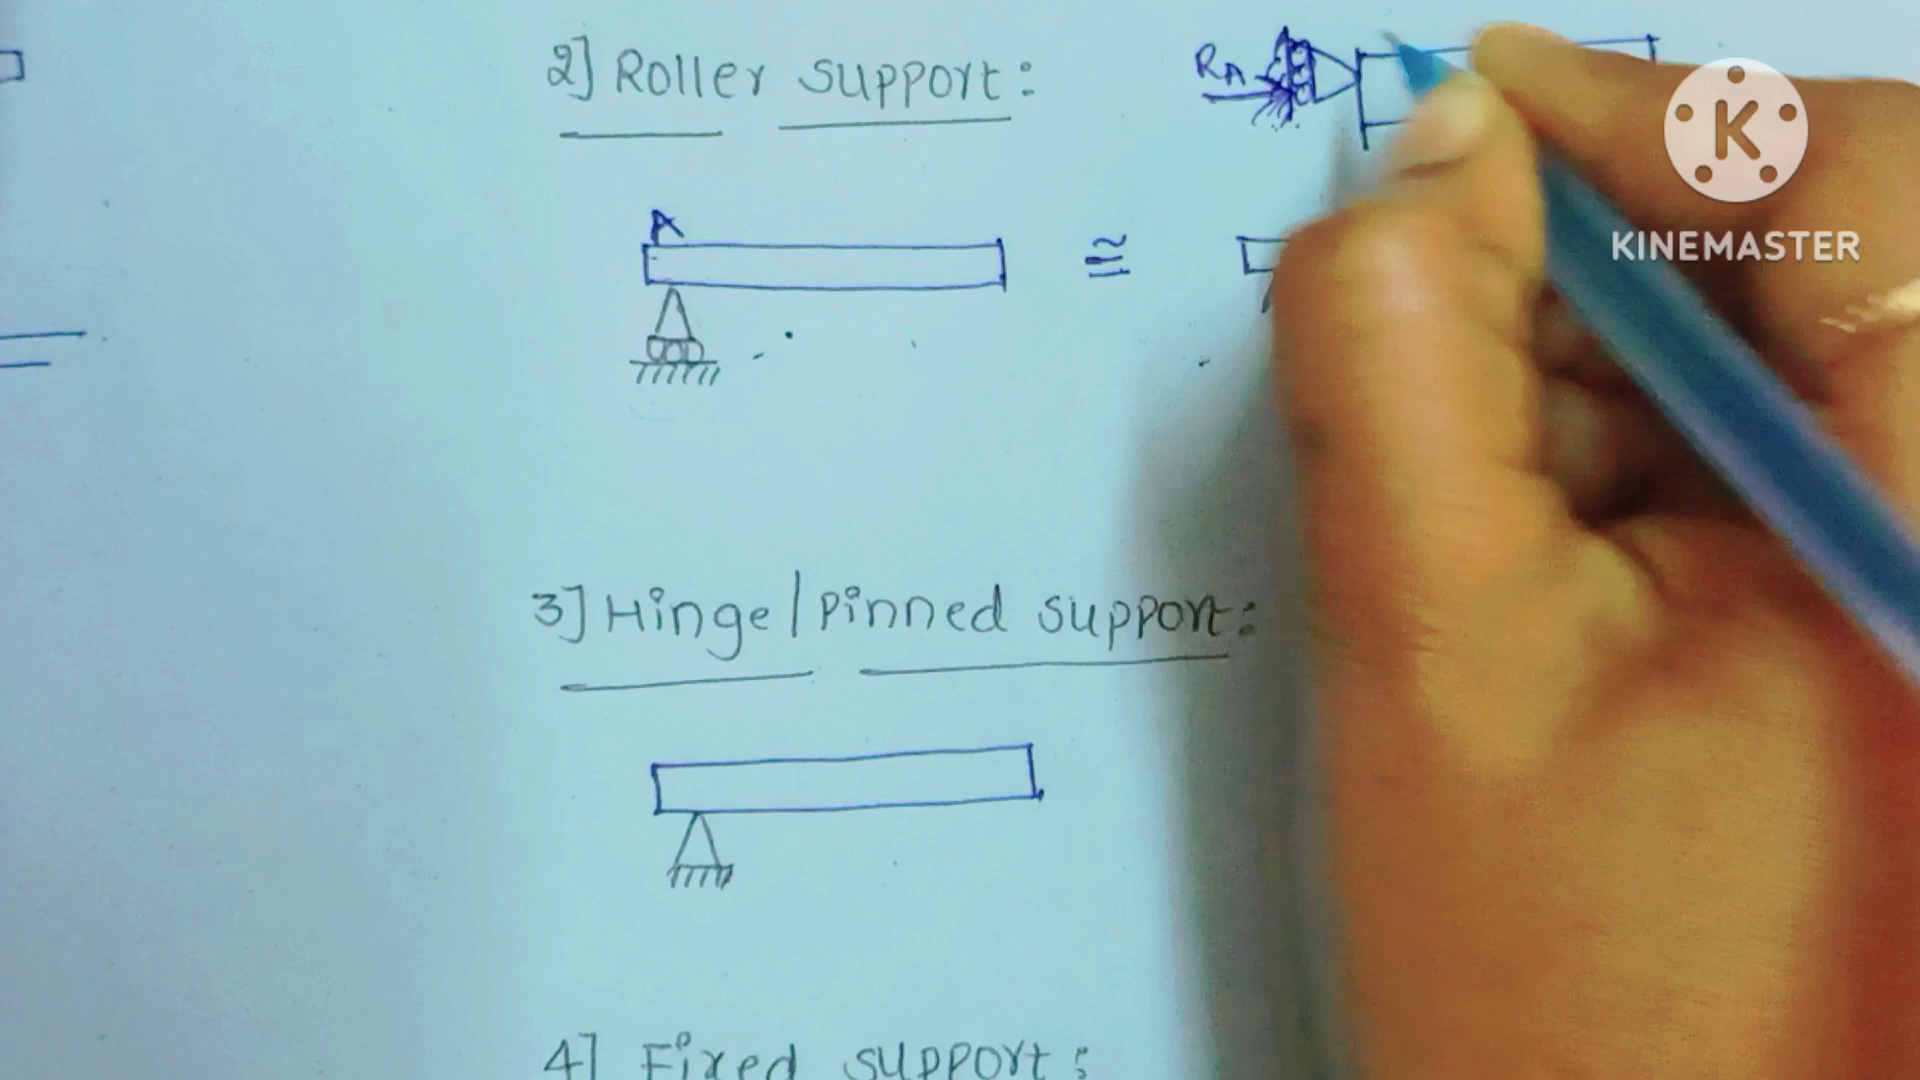 2] Roller support:
RA
A
≅
3] Hinge/pinned support:
4] Fixed support:
K
KINEMASTER